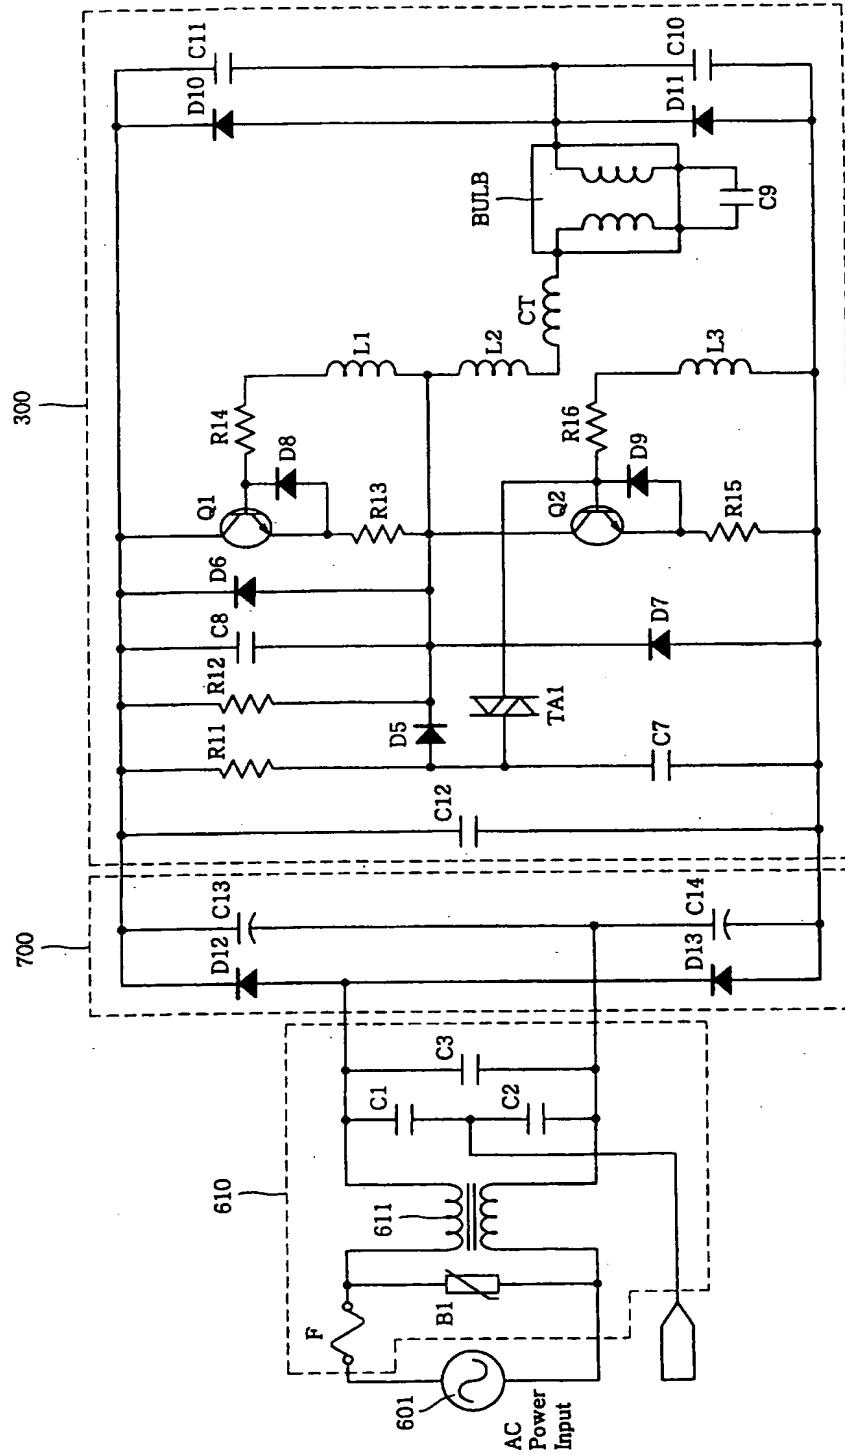 300
700
610
611
601
AC
Power
Input
F
B1
C1
C2
C3
D12
C13
D13
C14
C12
R11
R12
C8
D6
D5
TA1
C7
D7
Q1
R14
D8
R13
L1
L2
CT
Q2
R16
D9
R15
L3
BULB
C9
D10
C11
D11
C10